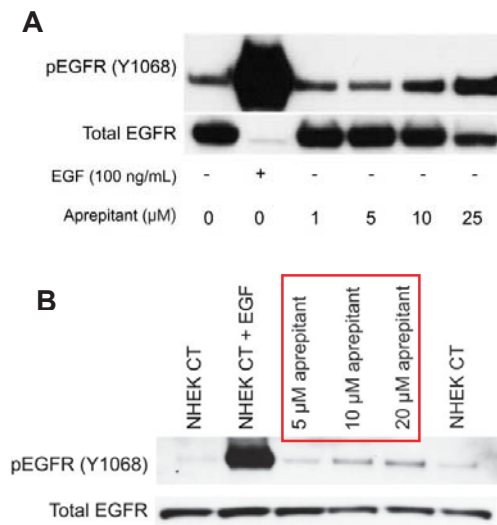 A
pEGFR (Y1068)
Total EGFR
EGF (100 ng/mL) - + - - - -
Aprepitant (µM) 0 0 1 5 10 25
B
NHEK CT
NHEK CT + EGF
5 µM aprepitant
10 µM aprepitant
20 µM aprepitant
NHEK CT
pEGFR (Y1068)
Total EGFR